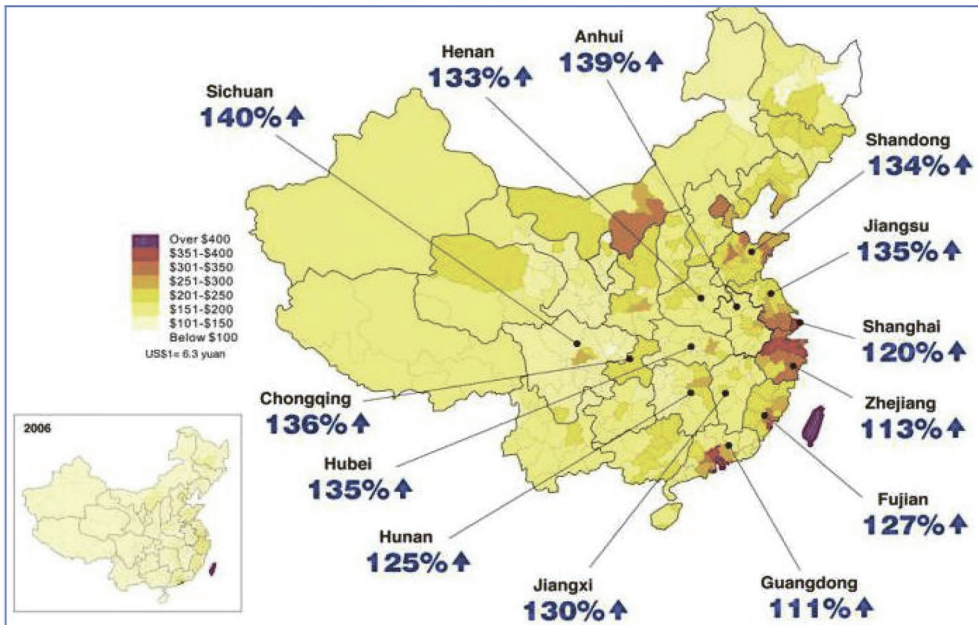 Anhui
139%
Henan
133%
Sichuan
140%
Shandong
134%
Jiangsu
135%
Over $400
$351-$400
$301-$350
$251-$300
$201-$250
$151-$200
$101-$150
Below $100
US$1= 6.3 yuan
Shanghai
120%
Chongqing
136%
Zhejiang
113%
2006
Hubei
135%
Fujian
127%
Hunan
125%
Jiangxi
130%
Guangdong
111%